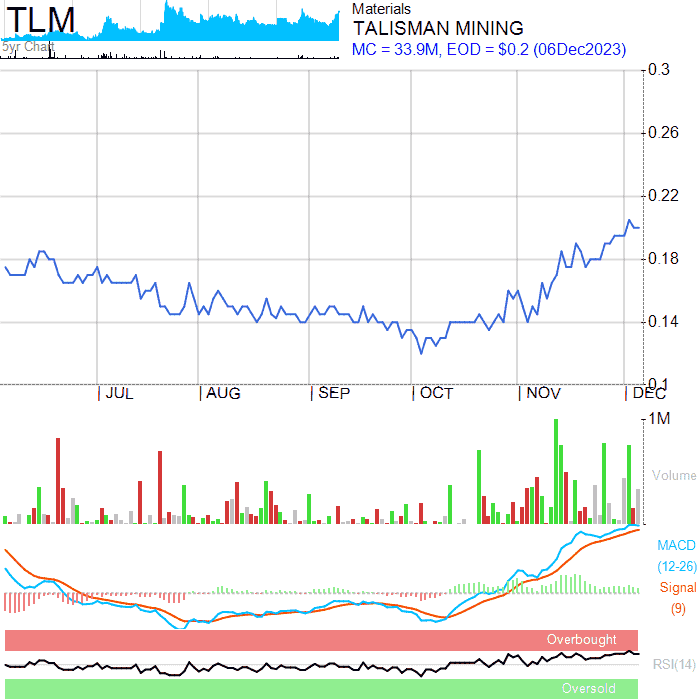 TLM
5yr Chart
Materials
TALISMAN MINING
MC = 33.9M, EOD = $0.2 (06Dec2023)
0.3
0.26
0.22
0.18
0.14
0.1
JUL AUG SEP OCT NOV DEC
1M
Volume
MACD
(12-26)
Signal
(9)
Overbought
RSI(14)
Oversold